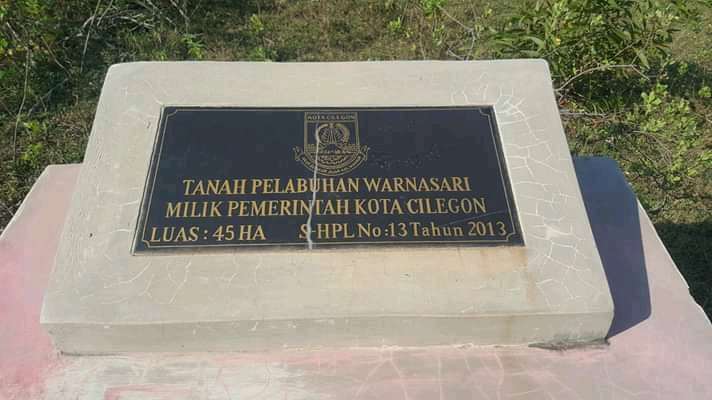 KOTA CILEGON
TANAH PELABUHAN WARNASARI
MILIK PEMERINTAH KOTA CILEGON
LUAS : 45 HA S-HPL No : 13 Tahun 2013